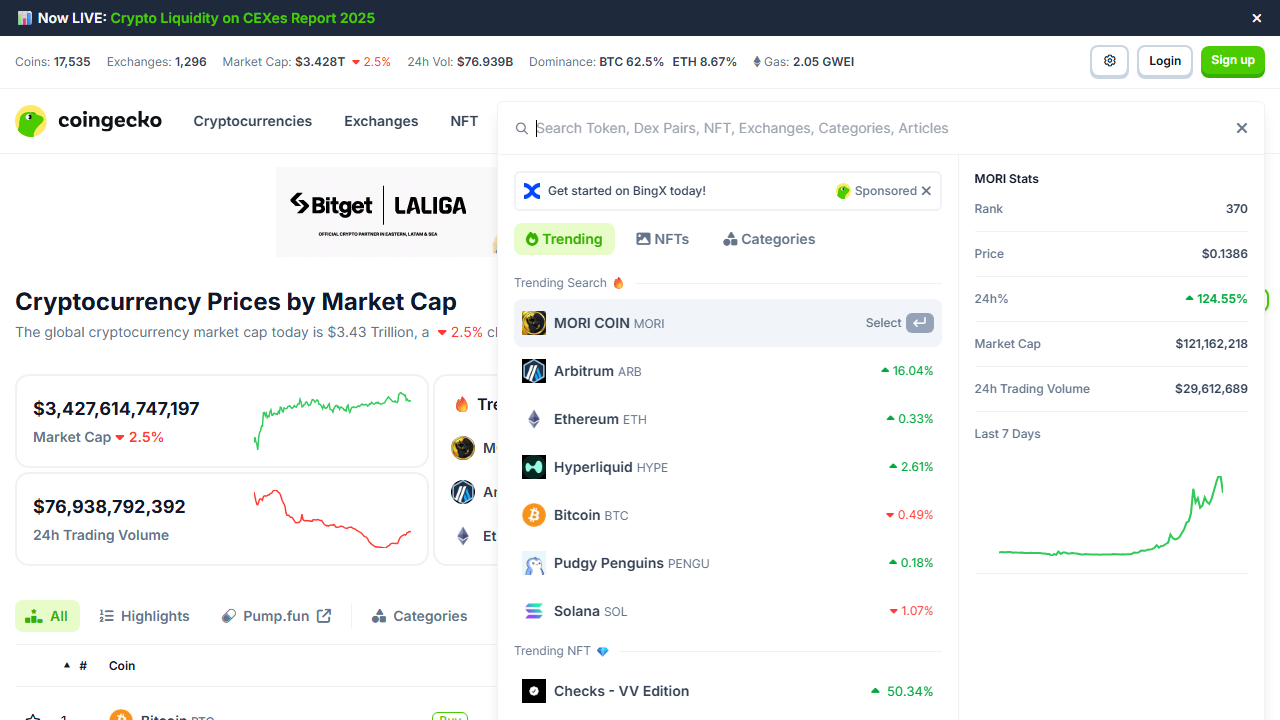 Now LIVE: Crypto Liquidity on CEXes Report 2025
Coins: 17,535 Exchanges: 1,296 Market Cap: $3.428T 2.5% 24h Vol: $76.939B Dominance: BTC 62.5% ETH 8.67% Gas: 2.05 GWEI
Login
Sign up
coingecko
Cryptocurrencies
Exchanges
NFT
Search Token, Dex Pairs, NFT, Exchanges, Categories, Articles
Bitget LALIGA
OFFICIAL CRYPTO PARTNER IN EASTERN, LATAM & SEA
Cryptocurrency Prices by Market Cap
The global cryptocurrency market cap today is $3.43 Trillion, a 2.5%
$3,427,614,747,197
Market Cap 2.5%
$76,938,792,392
24h Trading Volume
All
Highlights
Pump.fun
Categories
# Coin
1 Bitcoin BTC Buy
Get started on BingX today! Sponsored
Trending
NFTs
Categories
Trending Search
MORI COIN MORI Select
Arbitrum ARB 16.04%
Ethereum ETH 0.33%
Hyperliquid HYPE 2.61%
Bitcoin BTC 0.49%
Pudgy Penguins PENGU 0.18%
Solana SOL 1.07%
Trending NFT
Checks - VV Edition 50.34%
MORI Stats
Rank 370
Price $0.1386
24h% 124.55%
Market Cap $121,162,218
24h Trading Volume $29,612,689
Last 7 Days